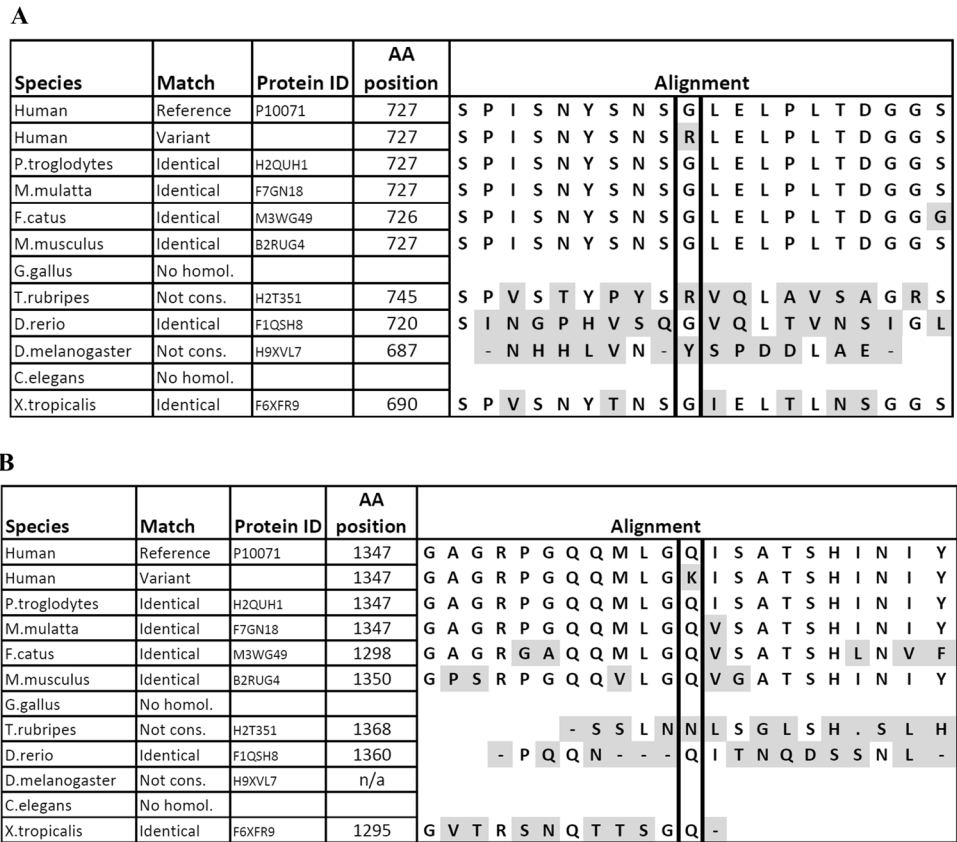 A
Species Match Protein ID AA position Alignment
Human Reference P10071 727 S P I S N Y S N S G L E L P L T D G G S
Human Variant 727 S P I S N Y S N S R L E L P L T D G G S
P.troglodytes Identical H2QUH1 727 S P I S N Y S N S G L E L P L T D G G S
M.mulatta Identical F7GN18 727 S P I S N Y S N S G L E L P L T D G G S
F.catus Identical M3WG49 726 S P I S N Y S N S G L E L P L T D G G G
M.musculus Identical B2RUG4 727 S P I S N Y S N S G L E L P L T D G G S
G.gallus No homol.
T.rubripes Not cons. H2T351 745 S P V S T Y P Y S R V Q L A V S A G R S
D.rerio Identical F1QSH8 720 S I N G P H V S Q G V Q L T V N S I G L
D.melanogaster Not cons. H9XVL7 687 - N H H L V N - Y S P D D L A E -
C.elegans No homol.
X.tropicalis Identical F6XFR9 690 S P V S N Y T N S G I E L T L N S G G S
B
Species Match Protein ID AA position Alignment
Human Reference P10071 1347 G A G R P G Q Q M L G Q I S A T S H I N I Y
Human Variant 1347 G A G R P G Q Q M L G K I S A T S H I N I Y
P.troglodytes Identical H2QUH1 1347 G A G R P G Q Q M L G Q I S A T S H I N I Y
M.mulatta Identical F7GN18 1347 G A G R P G Q Q M L G Q V S A T S H I N I Y
F.catus Identical M3WG49 1298 G A G R G A Q Q M L G Q V S A T S H L N V F
M.musculus Identical B2RUG4 1350 G P S R P G Q Q V L G Q V G A T S H I N I Y
G.gallus No homol.
T.rubripes Not cons. H2T351 1368 - S S L N N L S G L S H . S L H
D.rerio Identical F1QSH8 1360 - P Q Q N - - - Q I T N Q D S S N L -
D.melanogaster Not cons. H9XVL7 n/a
C.elegans No homol.
X.tropicalis Identical F6XFR9 1295 G V T R S N Q T T S G Q -